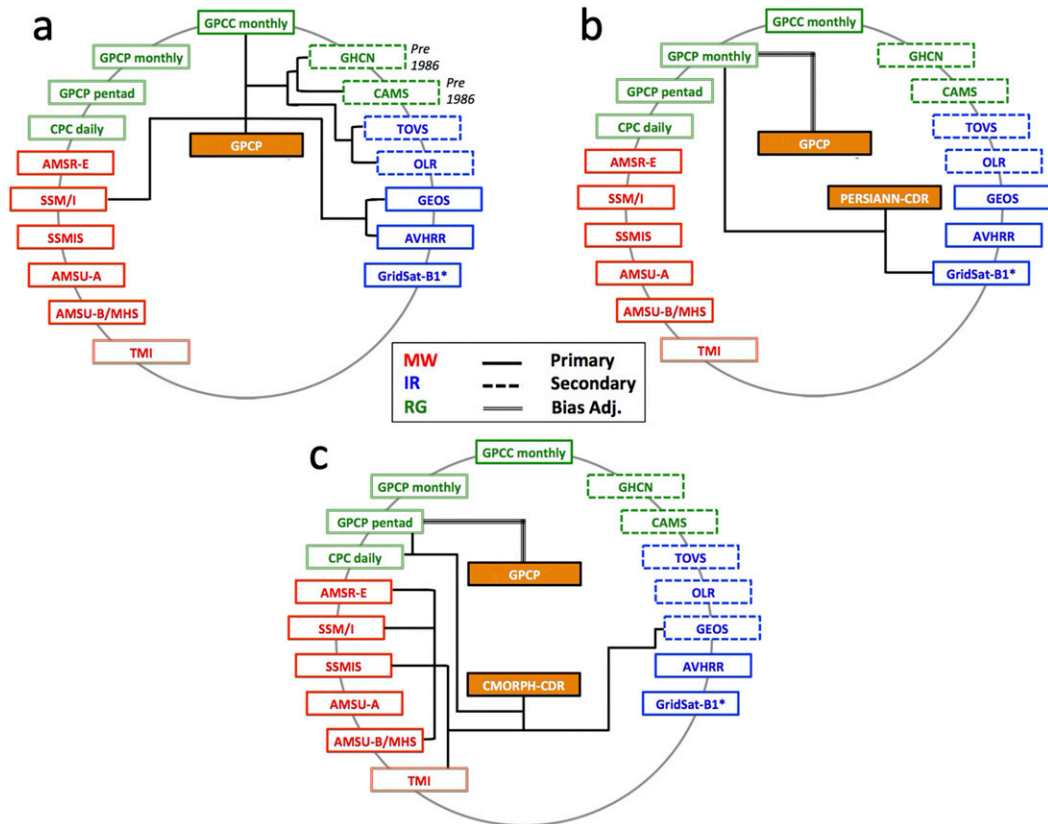 a
GPCC monthly
GPCP monthly
GPCP pentad
CPC daily
AMSR-E
SSM/I
SSMIS
AMSU-A
AMSU-B/MHS
TMI
GHCN
Pre
1986
CAMS
Pre
1986
TOVS
OLR
GEOS
AVHRR
GridSat-B1*
GPCP
b
GPCC monthly
GPCP monthly
GPCP pentad
CPC daily
AMSR-E
SSM/I
SSMIS
AMSU-A
AMSU-B/MHS
TMI
GHCN
CAMS
TOVS
OLR
GEOS
AVHRR
GridSat-B1*
GPCP
PERSIANN-CDR
MW Primary
IR Secondary
RG Bias Adj.
c
GPCC monthly
GPCP monthly
GPCP pentad
CPC daily
AMSR-E
SSM/I
SSMIS
AMSU-A
AMSU-B/MHS
TMI
GHCN
CAMS
TOVS
OLR
GEOS
AVHRR
GridSat-B1*
GPCP
CMORPH-CDR